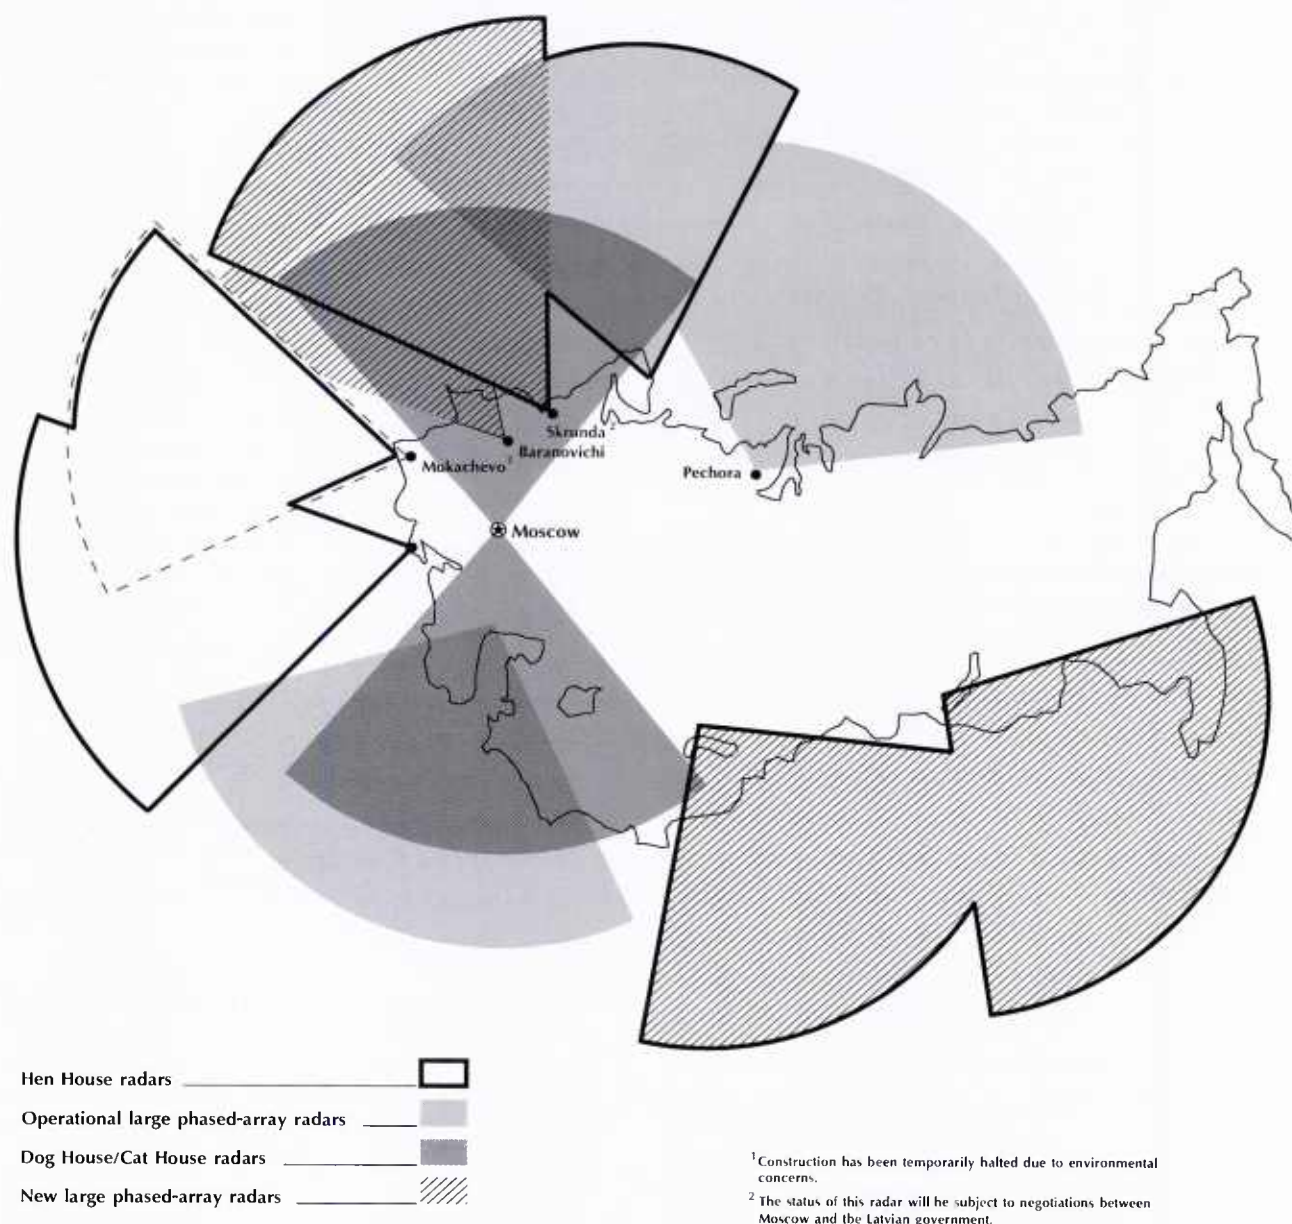 Skrunda 2
Baranovichi
Mokachevo 1
Pechora
Moscow
Hen House radars
Operational large phased-array radars
Dog House/Cat House radars
New large phased-array radars
1 Construction has been temporarily halted due to environmental
concerns.
2 The status of this radar will be subject to negotiations between
Moscow and the Latvian government.